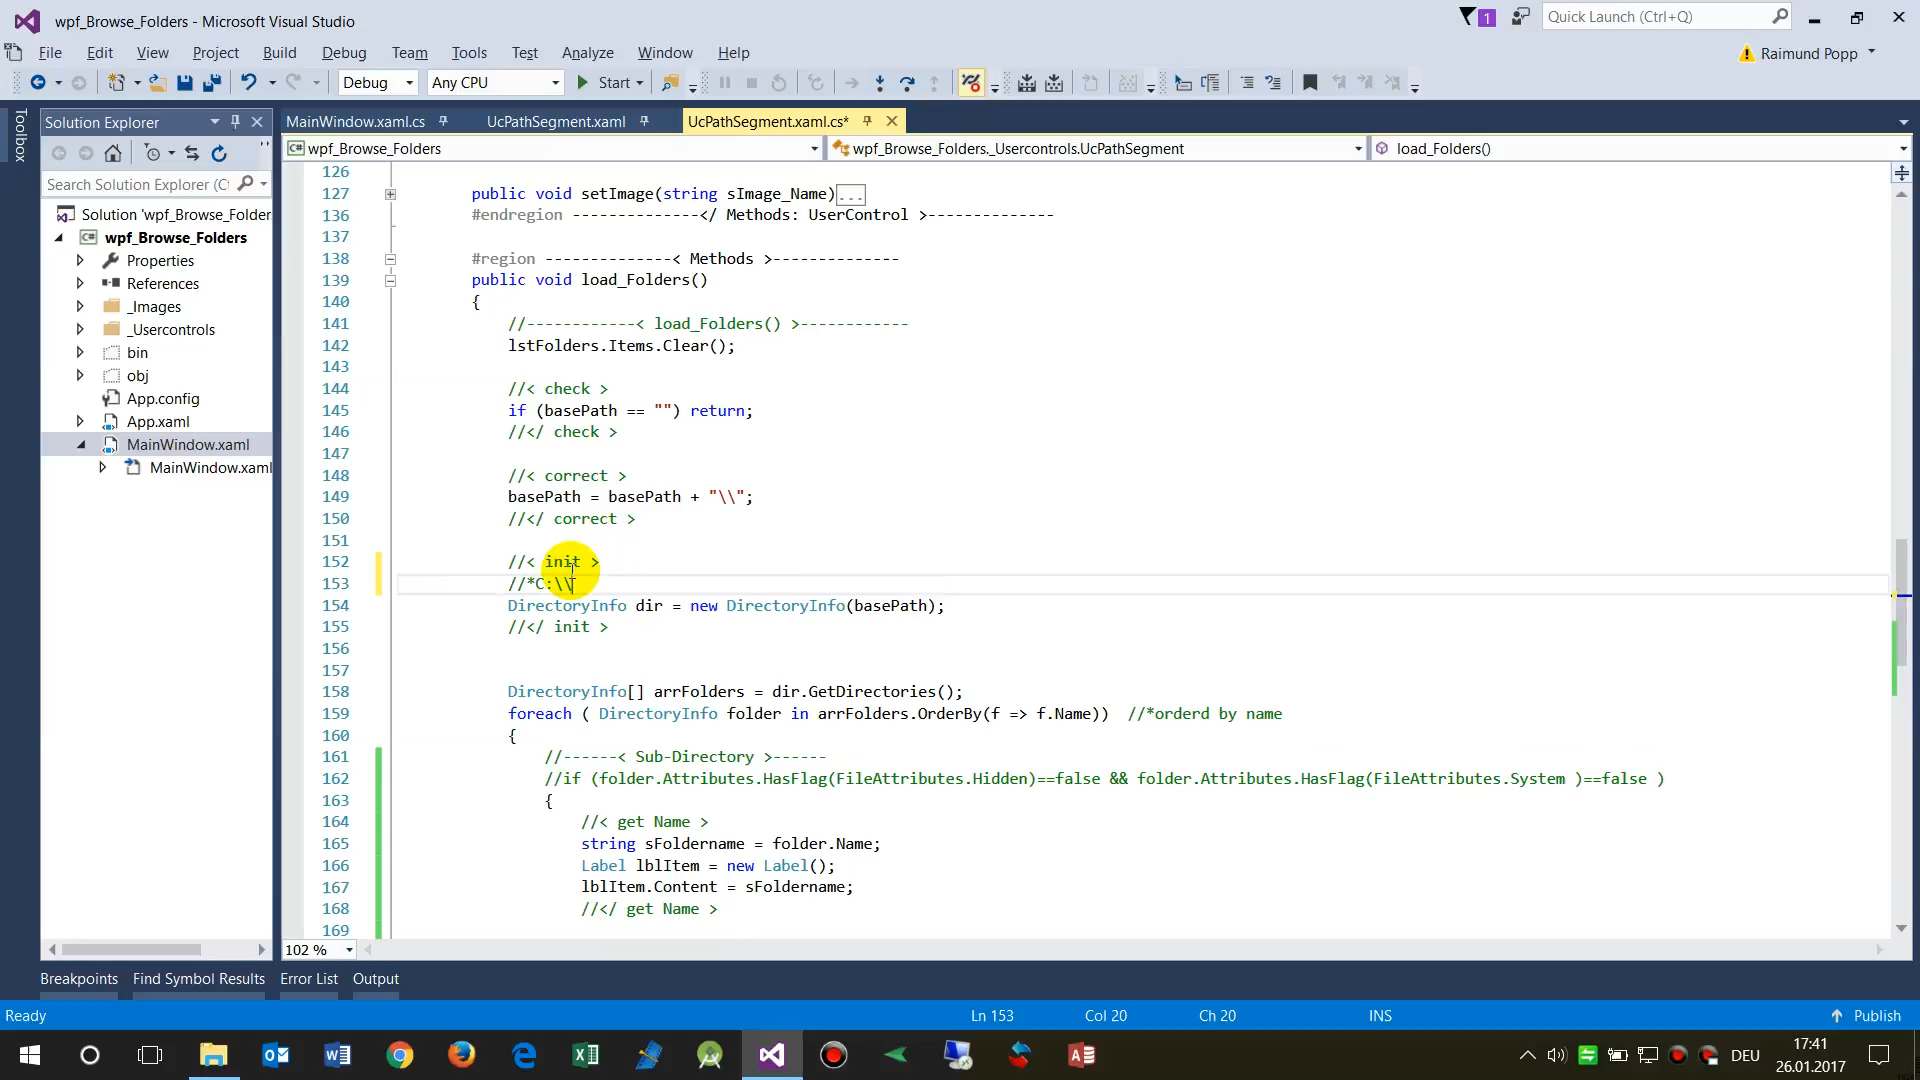 wpf_Browse_Folders - Microsoft Visual Studio
1
Quick Launch (Ctrl+Q)
File Edit View Project Build Debug Team Tools Test Analyze Window Help
Raimund Popp
Debug Any CPU Start
Toolbox
Solution Explorer
MainWindow.xaml.cs UcPathSegment.xaml UcPathSegment.xaml.cs*
wpf_Browse_Folders wpf_Browse_Folders._Usercontrols.UcPathSegment load_Folders()
Search Solution Explorer (Ct
Solution 'wpf_Browse_Folder
wpf_Browse_Folders
Properties
References
_Images
_Usercontrols
bin
obj
App.config
App.xaml
MainWindow.xaml
MainWindow.xaml
126
127 public void setImage(string sImage_Name)...
136 #endregion --------------</ Methods: UserControl >--------------
137
138 #region --------------< Methods >--------------
139 public void load_Folders()
140 {
141 //------------< load_Folders() >------------
142 lstFolders.Items.Clear();
143
144 //< check >
145 if (basePath == "") return;
146 //</ check >
147
148 //< correct >
149 basePath = basePath + "\\";
150 //</ correct >
151
152 //< init >
153 //*C:\\
154 DirectoryInfo dir = new DirectoryInfo(basePath);
155 //</ init >
156
157
158 DirectoryInfo[] arrFolders = dir.GetDirectories();
159 foreach ( DirectoryInfo folder in arrFolders.OrderBy(f => f.Name)) //*orderd by name
160 {
161 //------< Sub-Directory >------
162 //if (folder.Attributes.HasFlag(FileAttributes.Hidden)==false && folder.Attributes.HasFlag(FileAttributes.System )==false )
163 {
164 //< get Name >
165 string sFoldername = folder.Name;
166 Label lblItem = new Label();
167 lblItem.Content = sFoldername;
168 //</ get Name >
169
102 %
Breakpoints Find Symbol Results Error List Output
Ready Ln 153 Col 20 Ch 20 INS Publish
DEU
17:41
26.01.2017